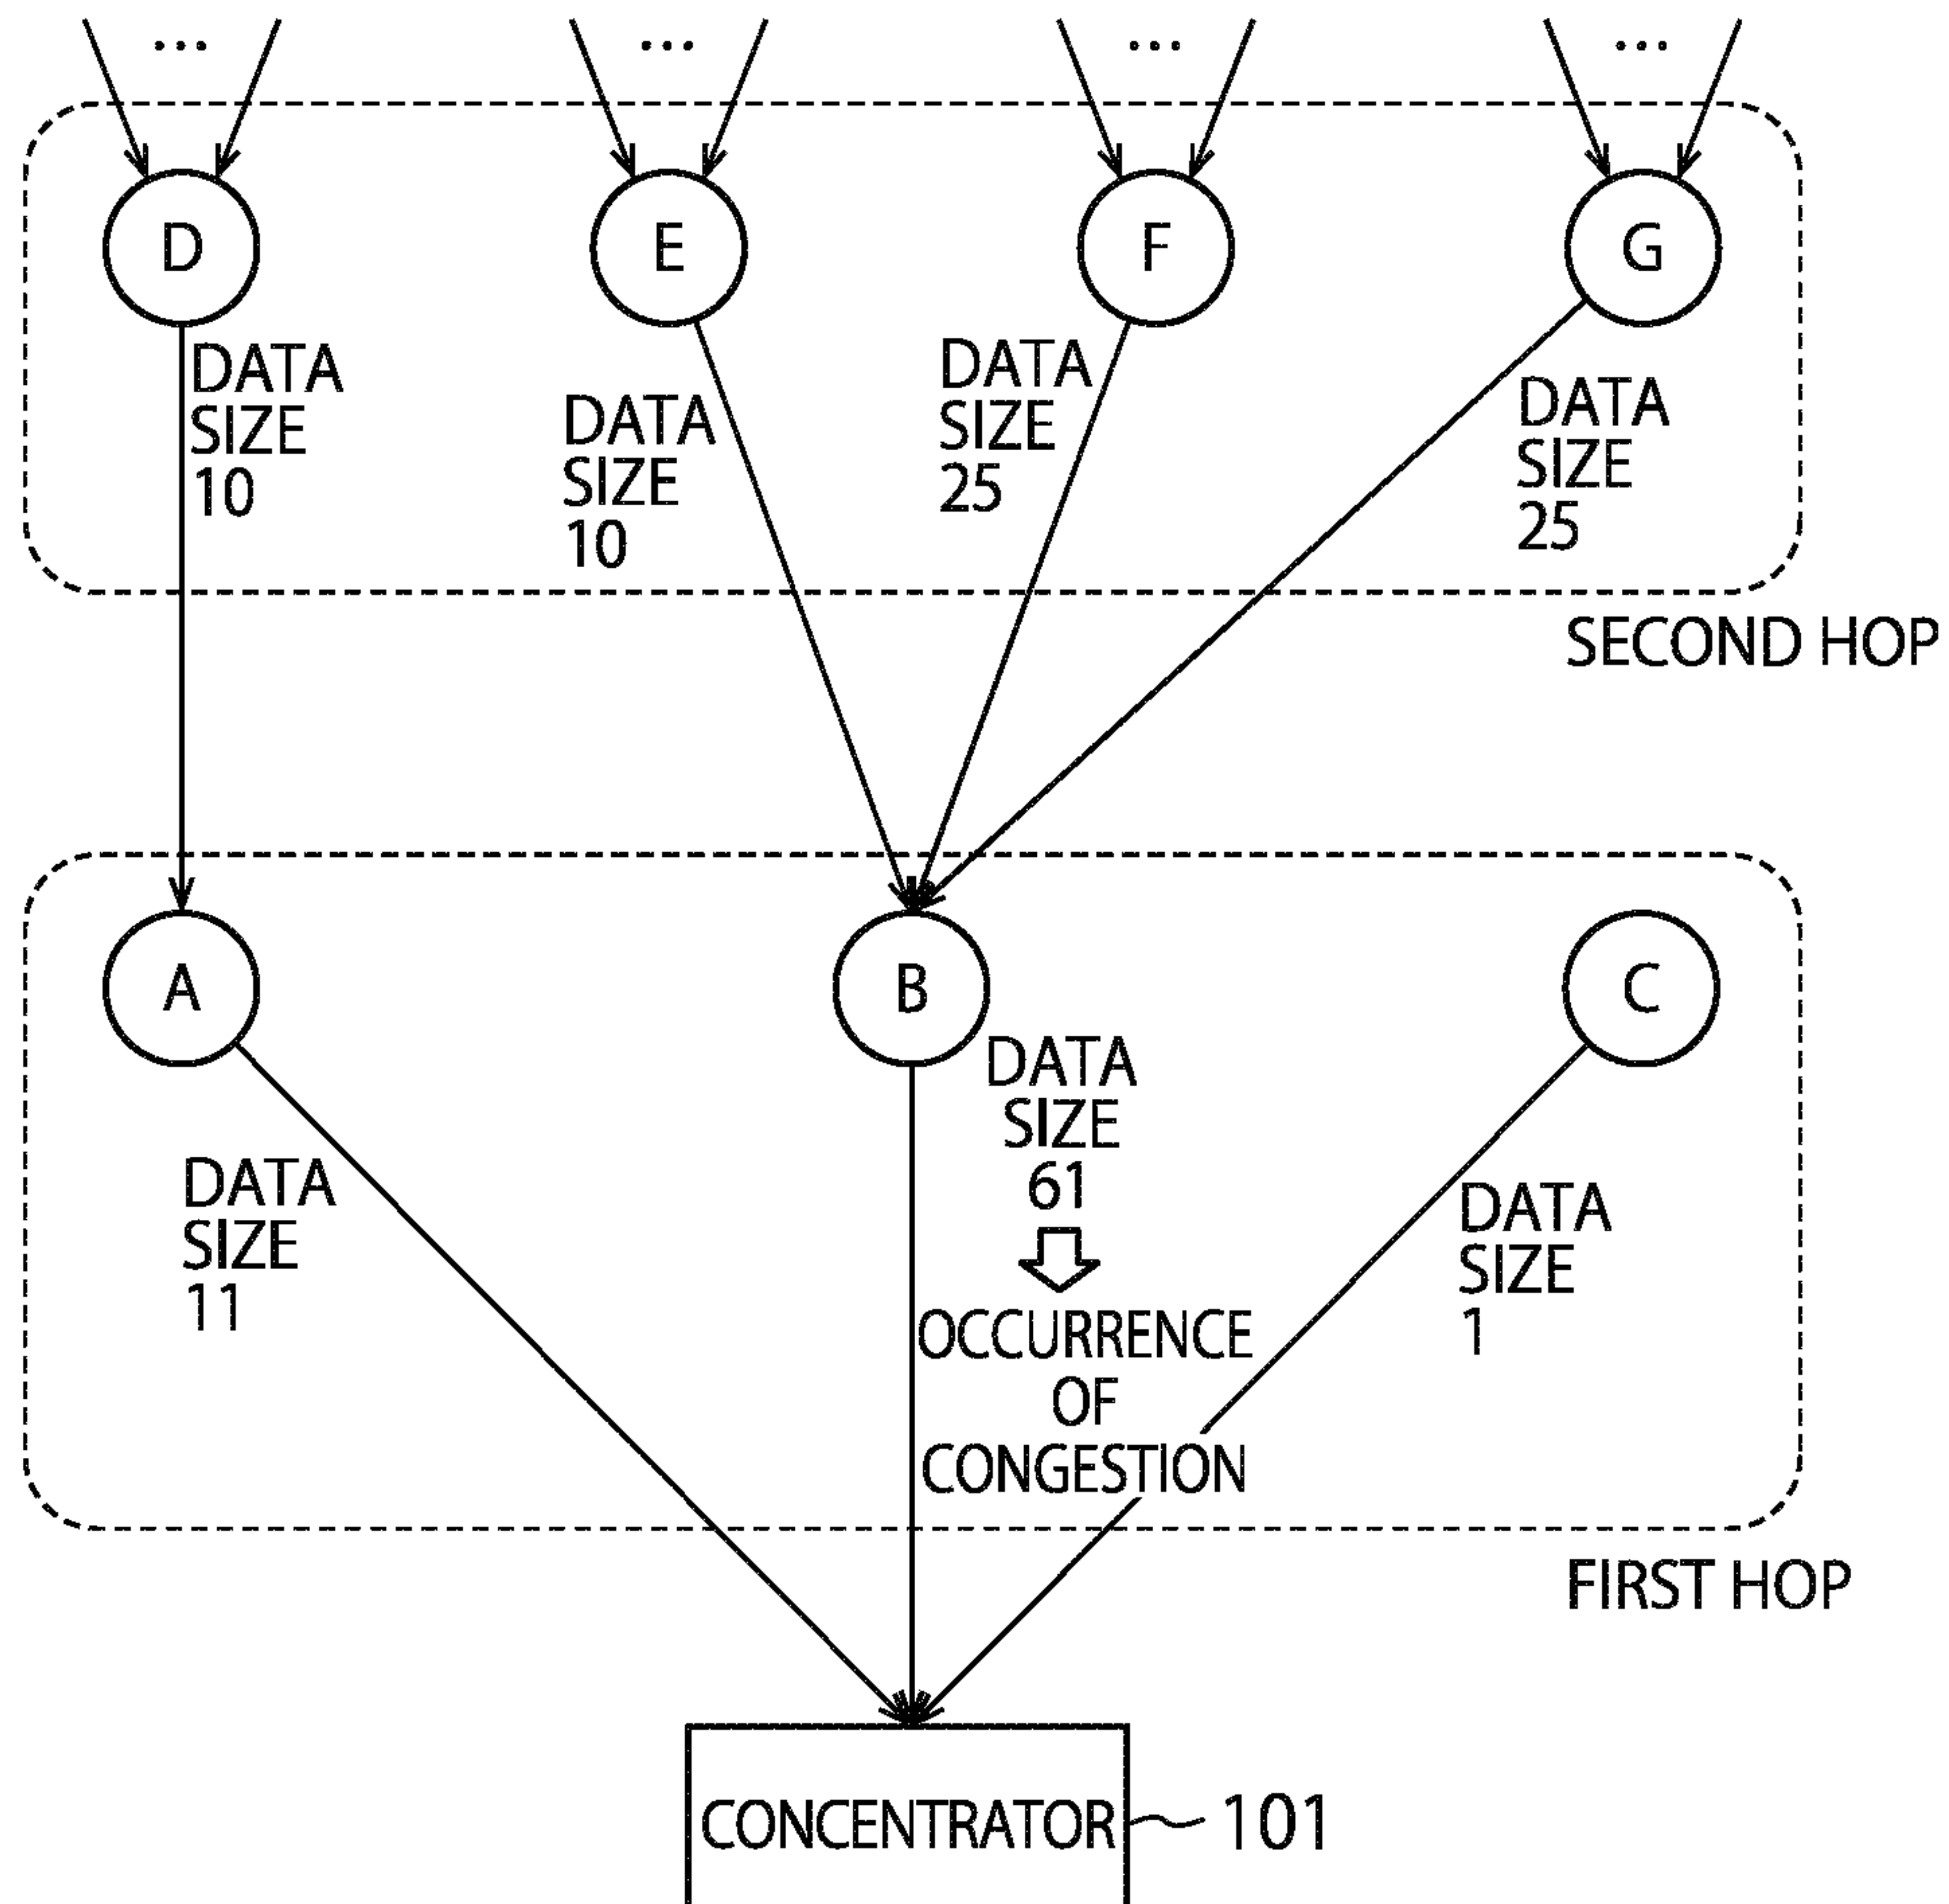 ... ... ... ...
D
E
F
G
DATA
SIZE
10
DATA
SIZE
10
DATA
SIZE
25
DATA
SIZE
25
SECOND HOP
A
B
C
DATA
SIZE
11
DATA
SIZE
61
OCCURRENCE
OF
CONGESTION
DATA
SIZE
1
FIRST HOP
CONCENTRATOR
101